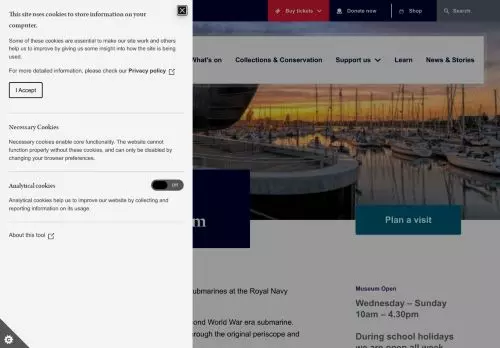 This site uses cookies to store information on your
computer.
Some of these cookies are essential to make our site work and others
help us to improve by giving us some insight into how the site is being
used.
For more detailed information, please check our Privacy policy
I Accept
Necessary Cookies
Necessary cookies enable core functionality. The website cannot
function properly without these cookies, and can only be disabled by
changing your browser preferences.
Analytical cookies
Off
Analytical cookies help us to improve our website by collecting and
reporting information on its usage.
About this tool
Buy tickets
Donate now
Shop
Search.
What's on
Collections & Conservation
Support us
Learn
News & Stories
m
Plan a visit
submarines at the Royal Navy
ond World War era submarine.
rough the original periscope and
Museum Open
Wednesday – Sunday
10am – 4.30pm
During school holidays
we are open all week